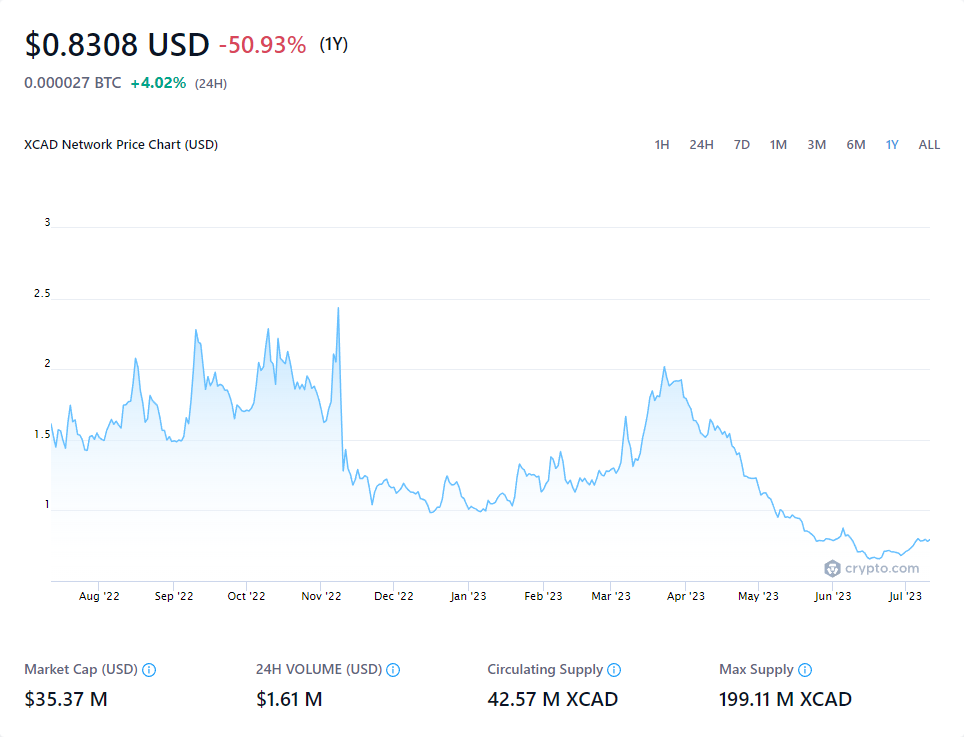 $0.8308 USD -50.93% (1Y)
0.000027 BTC +4.02% (24H)
XCAD Network Price Chart (USD)
1H 24H 7D 1M 3M 6M 1Y ALL
3
2.5
2
1.5
1
crypto.com
Aug '22 Sep '22 Oct '22 Nov '22 Dec '22 Jan '23 Feb '23 Mar '23 Apr '23 May '23 Jun '23 Jul '23
Market Cap (USD) 24H VOLUME (USD) Circulating Supply Max Supply
$35.37 M $1.61 M 42.57 M XCAD 199.11 M XCAD